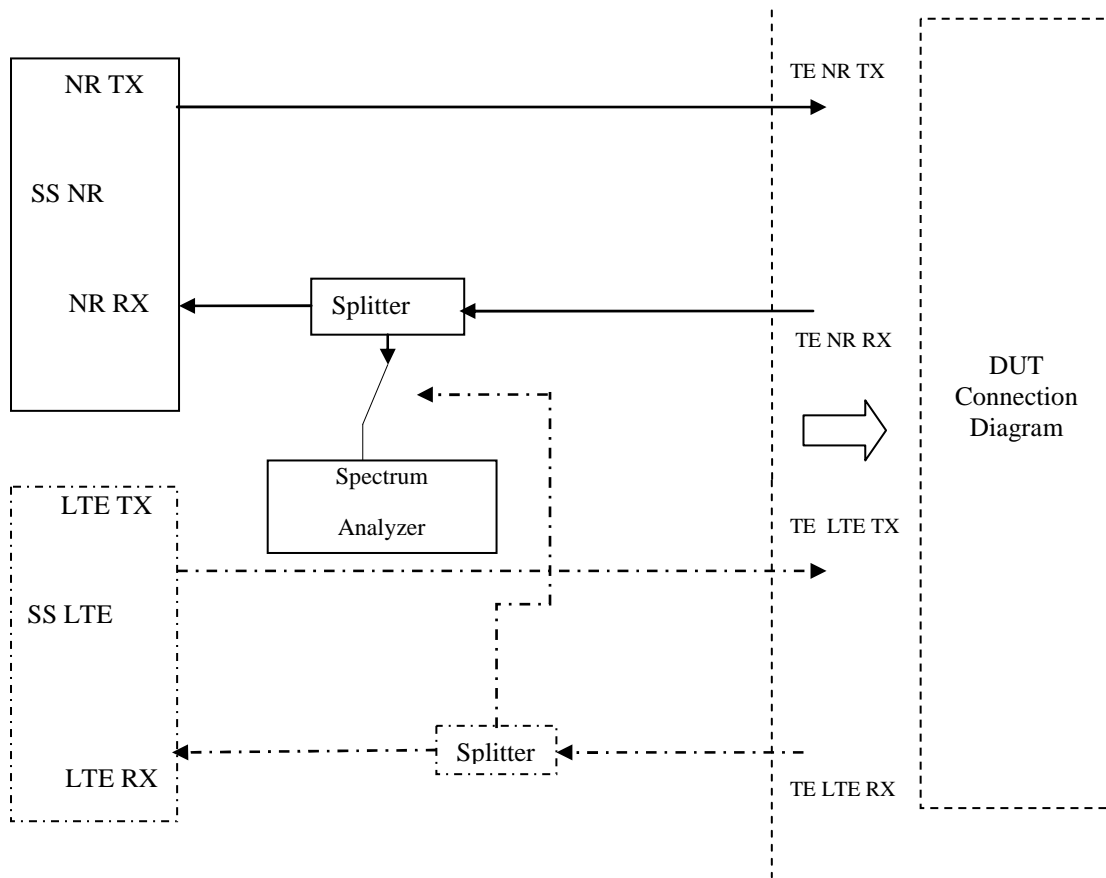 TE NR TX
NR TX
SS NR
NR RX
Splitter
TE NR RX
DUT
Connection
Diagram
Spectrum
Analyzer
LTE TX
TE LTE TX
SS LTE
Splitter
LTE RX
TE LTE RX